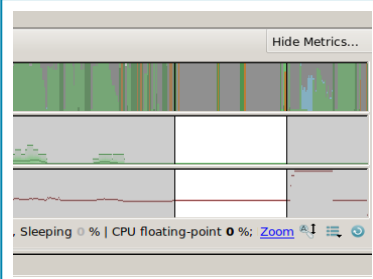 Hide Metrics...
, Sleeping 0 % | CPU floating-point 0 %; Zoom